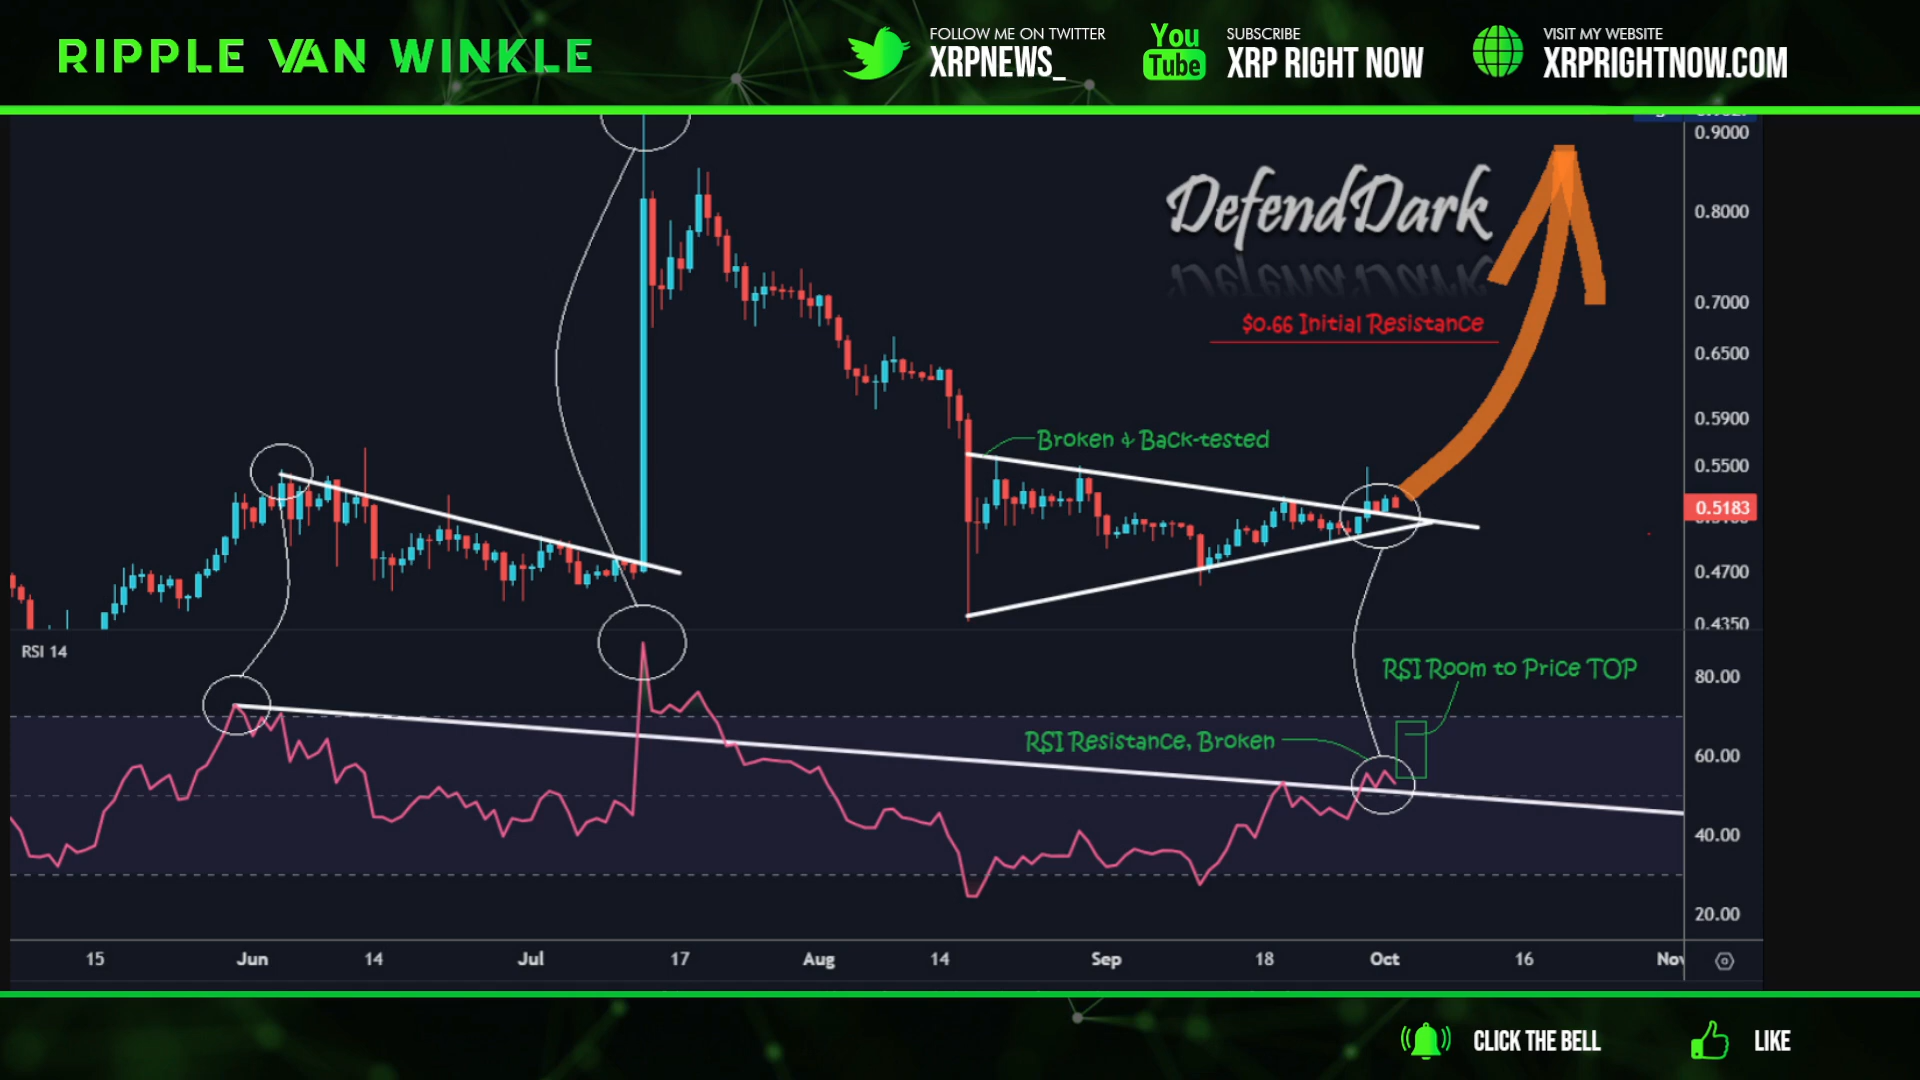 RIPPLE VAN WINKLE
FOLLOW ME ON TWITTER
XRPNEWS_
You
Tube
SUBSCRIBE
XRP RIGHT NOW
VISIT MY WEBSITE
XRPRIGHTNOW.COM
0.9000
DefendDark
0.8000
0.7000
$0.66 Initial Resistance
0.6500
0.5900
Broken & Back-tested
0.5500
0.5183
0.4700
0.4350
RSI 14
RSI Room to Price TOP
80.00
RSI Resistance, Broken
60.00
40.00
20.00
15 Jun 14 Jul 17 Aug 14 Sep 18 Oct 16 Nov
CLICK THE BELL
LIKE